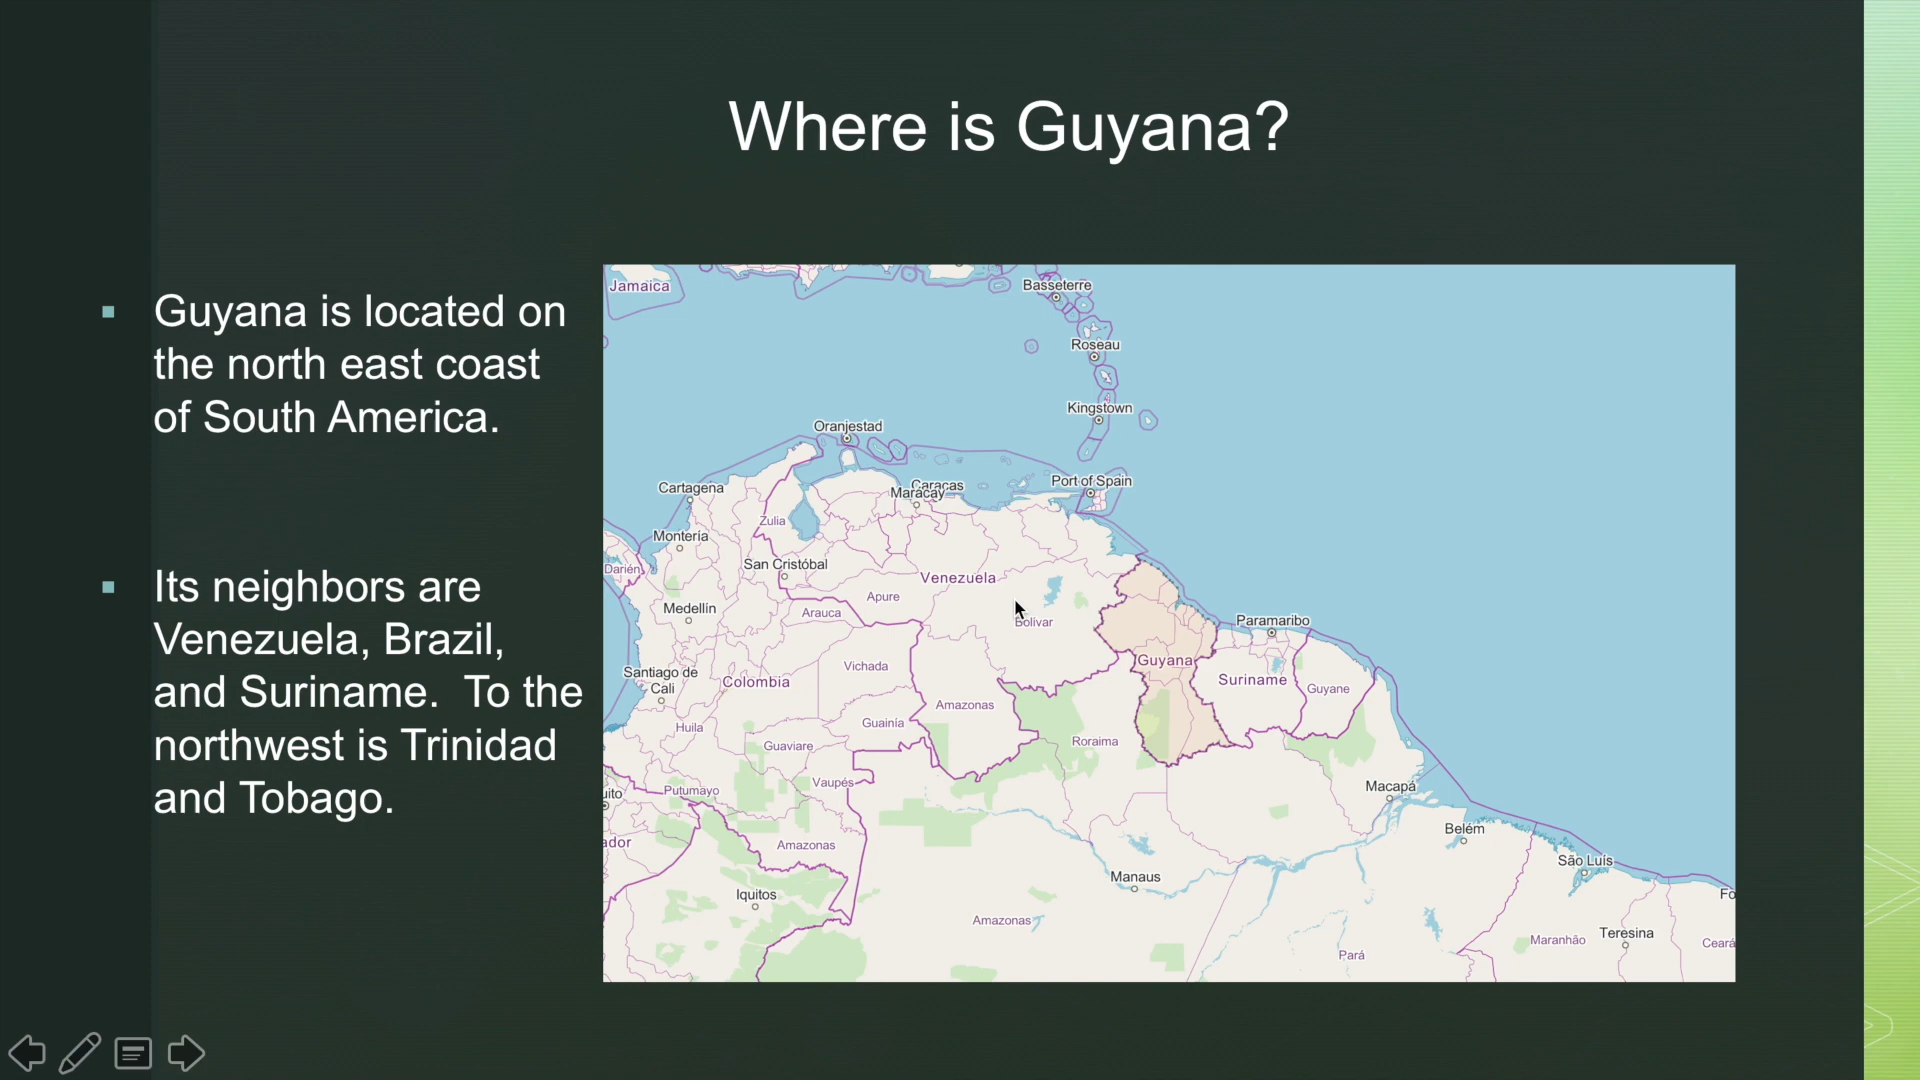 Where is Guyana?
Guyana is located on
the north east coast
of South America.
Its neighbors are
Venezuela, Brazil,
and Suriname.  To the
northwest is Trinidad
and Tobago.
Jamaica
Basseterre
Roseau
Kingstown
Oranjestad
Port of Spain
Cartagena
Caracas
Maracay
Zulia
Montería
San Cristóbal
Darién
Venezuela
Apure
Medellín
Arauca
Bolívar
Paramaribo
Guyana
Vichada
Santiago de
Cali
Colombia
Suriname
Guyane
Amazonas
Huila
Guainía
Guaviare
Roraima
Vaupés
Putumayo
uito
Macapá
Belém
ador
Amazonas
São Luís
Manaus
Iquitos
Fo
Amazonas
Teresina
Maranhão
Ceará
Pará